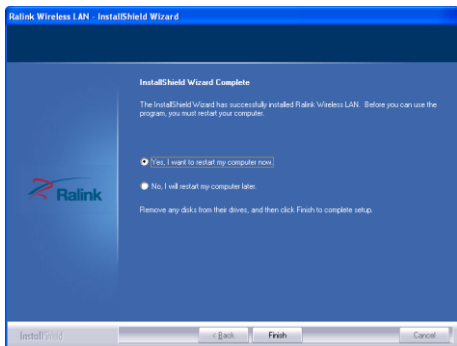 Ralink Wireless LAN - InstallShield Wizard
InstallShield Wizard Complete
The InstallShield Wizard has successfully installed Ralink Wireless LAN. Before you can use the
program, you must restart your computer.
Yes, I want to restart my computer now.
No, I will restart my computer later.
Remove any disks from their drives, and then click Finish to complete setup.
Ralink
InstallShield
< Back
Finish
Cancel